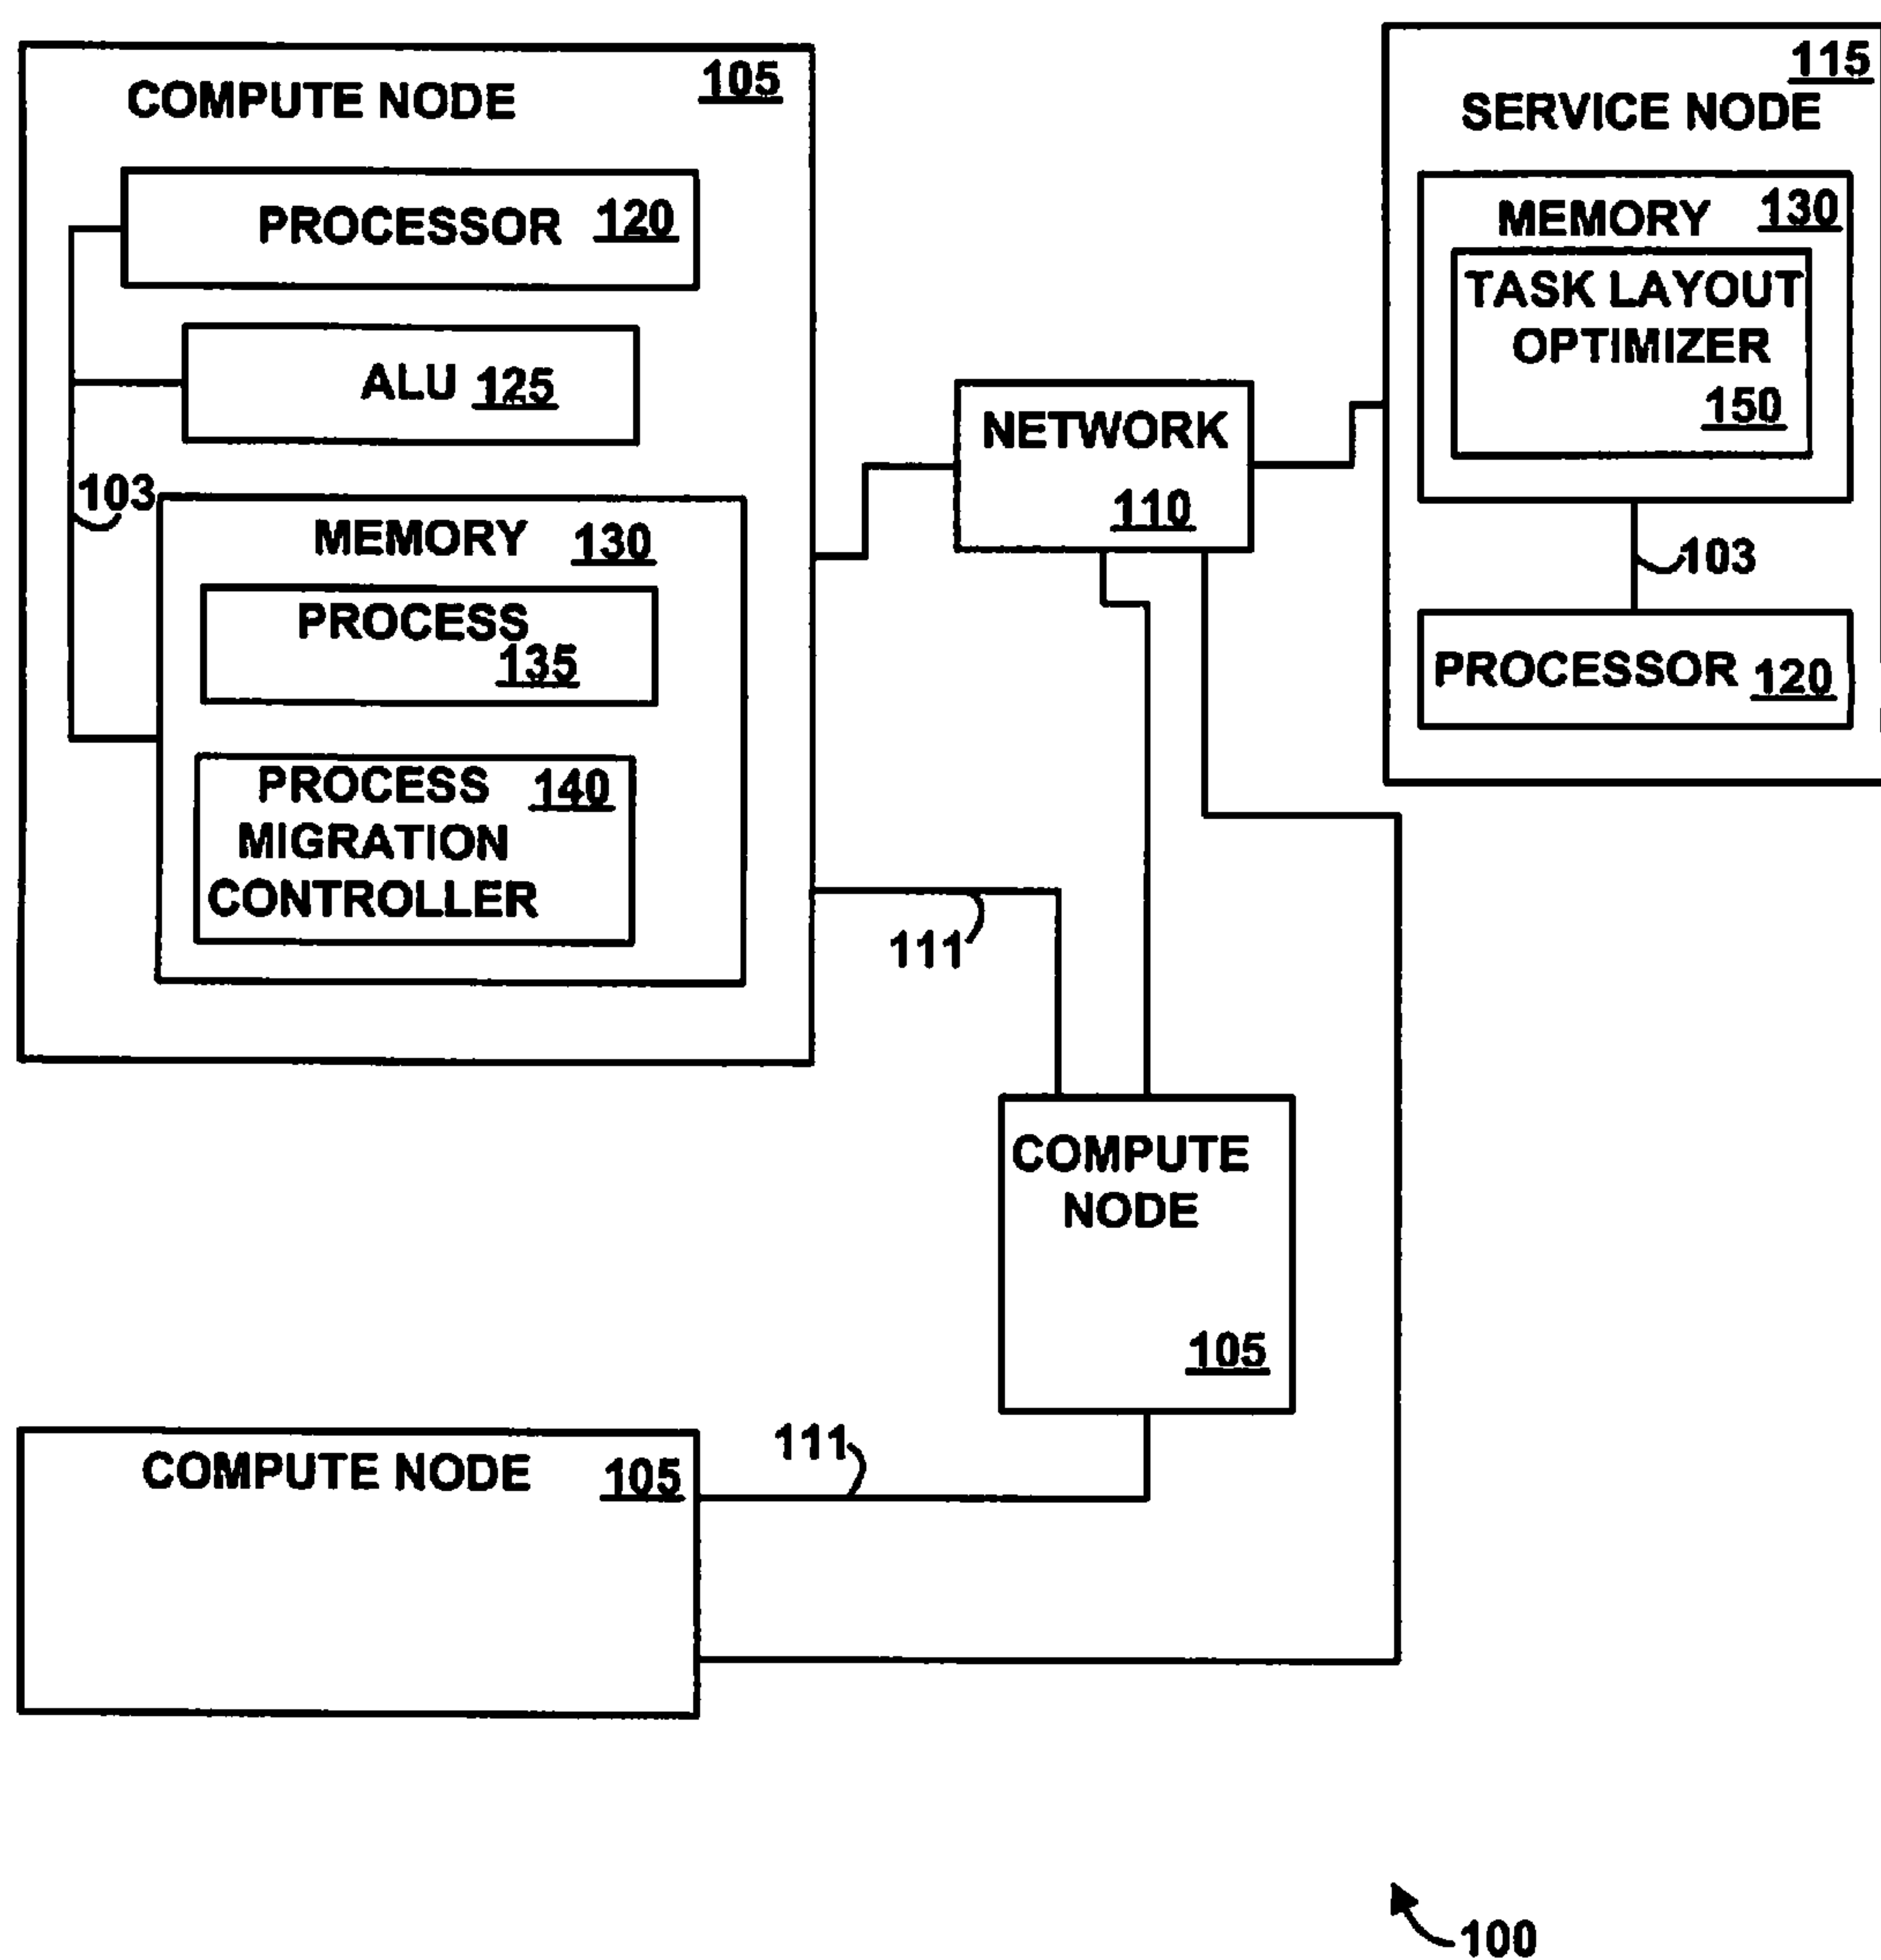 COMPUTE NODE 105
PROCESSOR 120
ALU 125
103
MEMORY 130
PROCESS
135
PROCESS 140
MIGRATION
CONTROLLER
NETWORK
110
115
SERVICE NODE
MEMORY 130
TASK LAYOUT
OPTIMIZER
150
103
PROCESSOR 120
111
COMPUTE
NODE
105
COMPUTE NODE 105
111
100